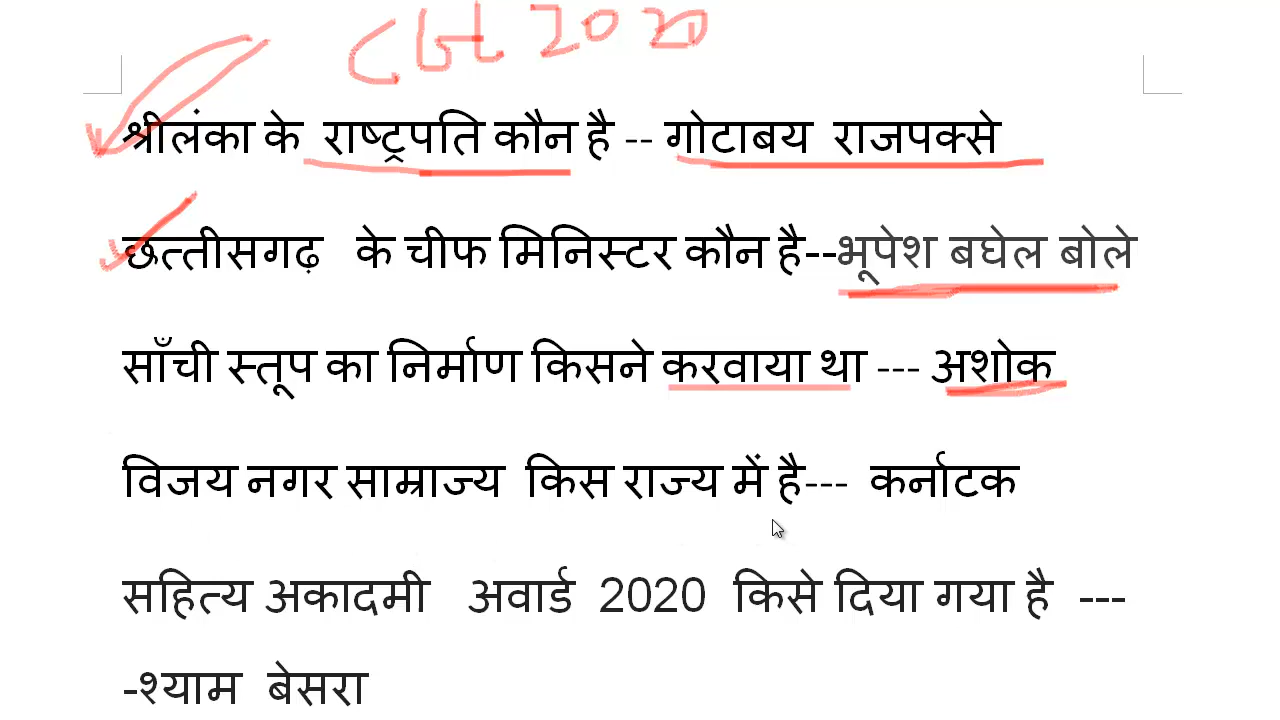 CGL 2020
श्रीलंका के राष्ट्रपति कौन है -- गोटाबय राजपक्से
छत्तीसगढ़ के चीफ मिनिस्टर कौन है--भूपेश बघेल बोले
साँची स्तूप का निर्माण किसने करवाया था --- अशोक
विजय नगर साम्राज्य किस राज्य में है--- कर्नाटक
सहित्य अकादमी अवार्ड 2020 किसे दिया गया है ---
-श्याम बेसरा